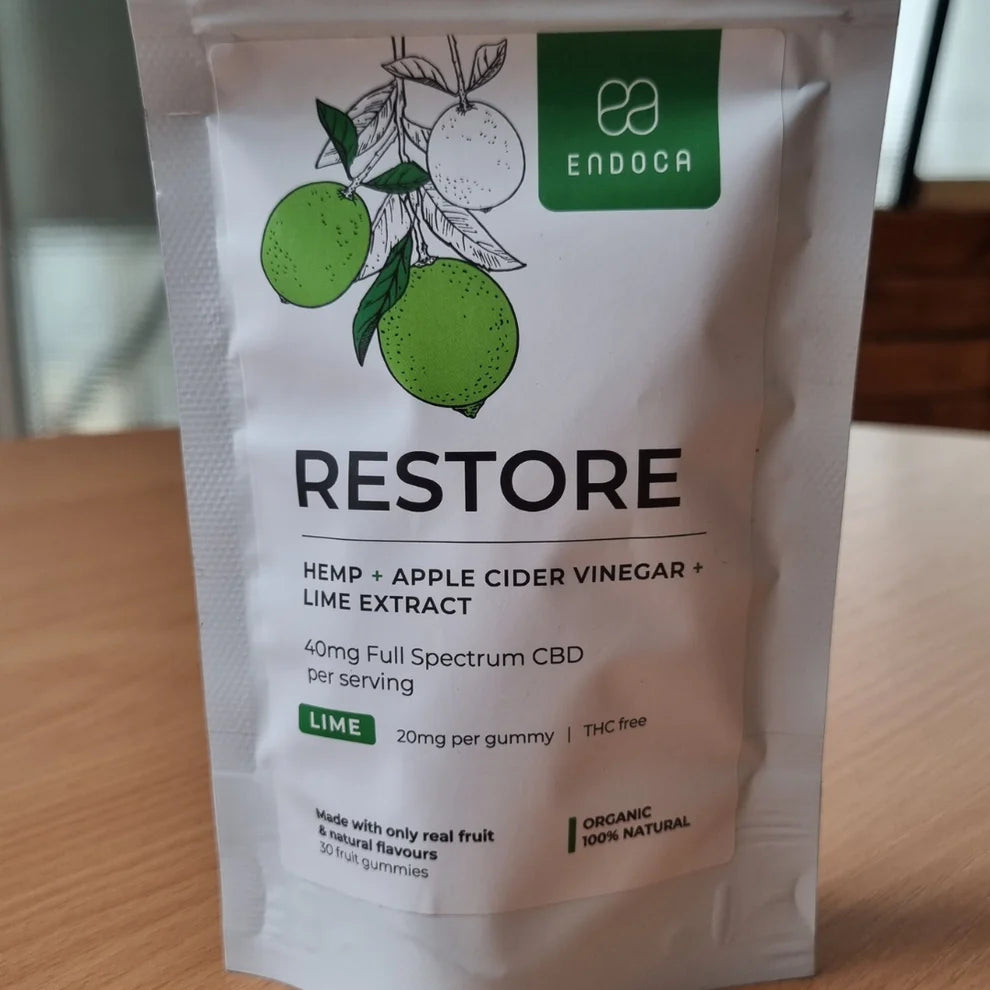 ENDOCA
RESTORE
HEMP + APPLE CIDER VINEGAR +
LIME EXTRACT
40mg Full Spectrum CBD
per serving
LIME
20mg per gummy | THC free
Made with only real fruit
& natural flavours
30 fruit gummies
ORGANIC
100% NATURAL